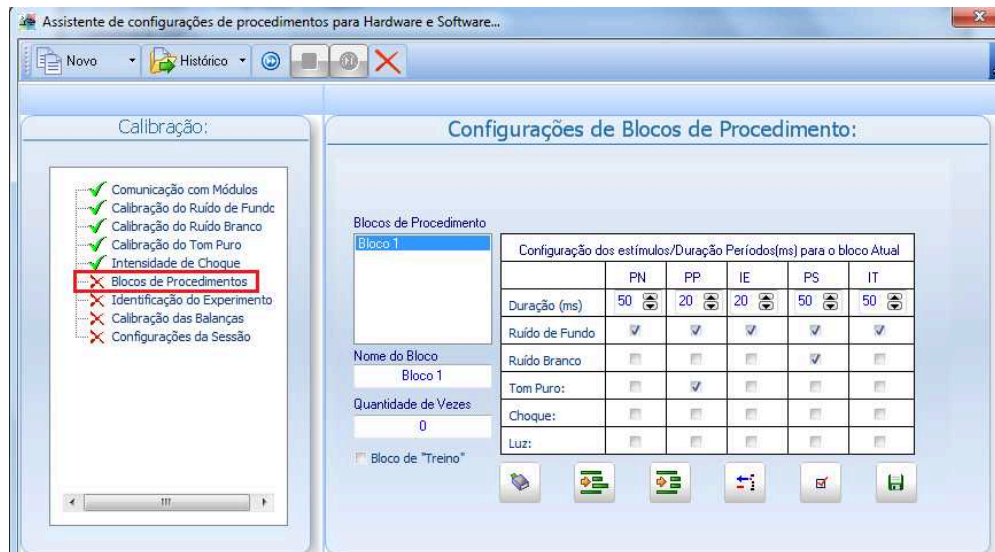 Assistente de configurações de procedimentos para Hardware e Software...
Novo Histórico
Calibração:
Comunicação com Módulos
Calibração do Ruído de Fundc
Calibração do Ruído Branco
Calibração do Tom Puro
Intensidade de Choque
Blocos de Procedimentos
Identificação do Experimento
Calibração das Balanças
Configurações da Sessão
Configurações de Blocos de Procedimento:
Blocos de Procedimento
Bloco 1
Nome do Bloco
Bloco 1
Quantidade de Vezes
0
Bloco de "Treino"
Configuração dos estímulos/Duração Períodos(ms) para o bloco Atual
PN PP IE PS IT
Duração (ms) 50 20 20 50 50
Ruído de Fundo
Ruído Branco
Tom Puro:
Choque:
Luz: